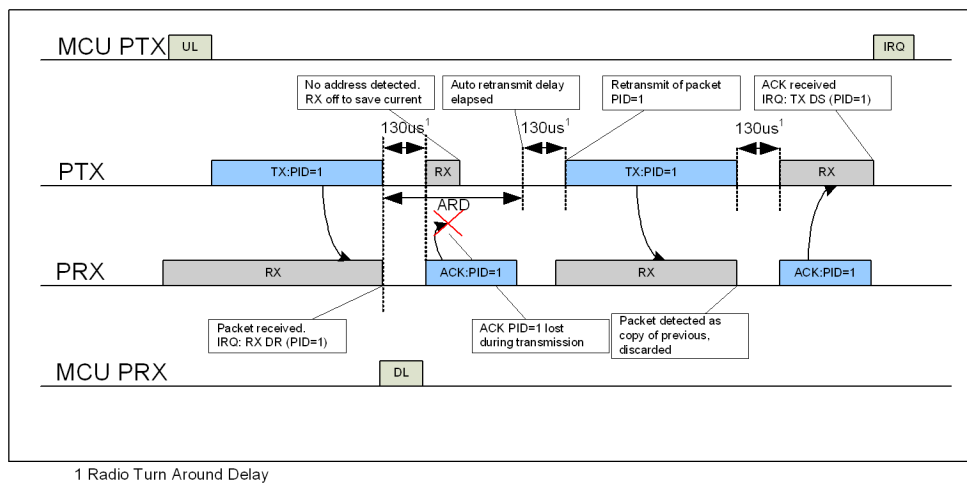 MCU PTX
UL
IRQ
No address detected.
RX off to save current
Auto retransmit delay
elapsed
Retransmit of packet
PID=1
ACK received
IRQ: TX DS (PID=1)
130us1
130us1
130us1
PTX
TX:PID=1
RX
TX:PID=1
RX
ARD
PRX
RX
ACK:PID=1
RX
ACK:PID=1
Packet received.
IRQ: RX DR (PID=1)
ACK PID=1 lost
during transmission
Packet detected as
copy of previous,
discarded
MCU PRX
DL
1 Radio Turn Around Delay